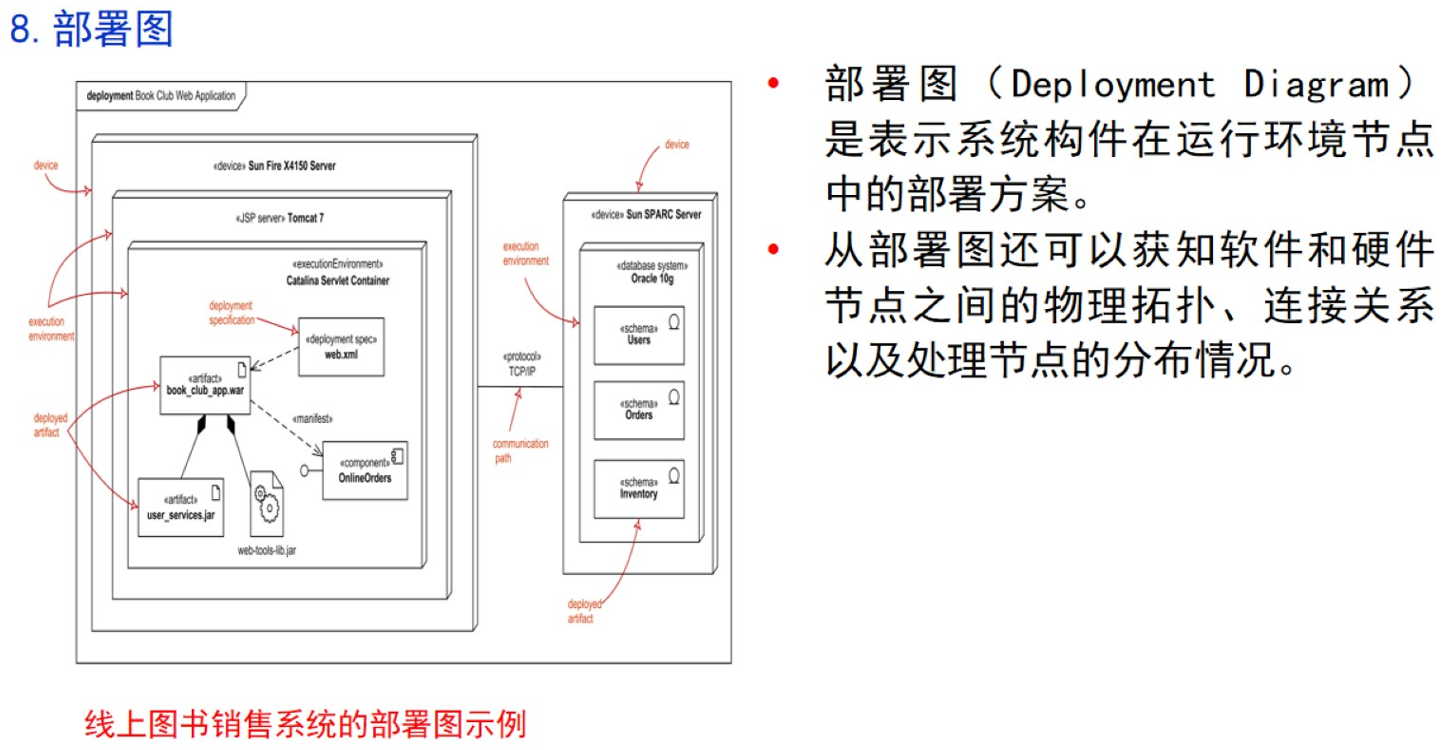 8. 部署图
deployment Book Club Web Application
device
«device» Sun Fire X4150 Server
«JSP server» Tomcat 7
«executionEnvironment»
Catalina Servlet Container
execution
environment
deployment
specification
«deployment spec»
web.xml
«artifact»
book_club_app.war
deployed
artifact
«manifest»
«component»
OnlineOrders
«artifact»
user_services.jar
web-tools-lib.jar
«protocol»
TCP/IP
communication
path
execution
environment
device
«device» Sun SPARC Server
«database system»
Oracle 10g
«schema»
Users
«schema»
Orders
«schema»
Inventory
deployed
artifact
线上图书销售系统的部署图示例
• 部署图（Deployment Diagram）
是表示系统构件在运行环境节点
中的部署方案。
• 从部署图还可以获知软件和硬件
节点之间的物理拓扑、连接关系
以及处理节点的分布情况。